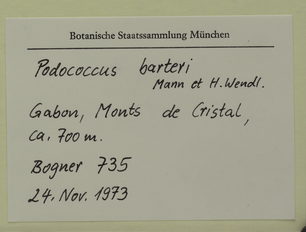 Botanische Staatssammlung München
Podococcus barteri
Mann et H. Wendl.
Gabon, Monts de Cristal,
ca. 700 m.
Bogner 735
24. Nov. 1973